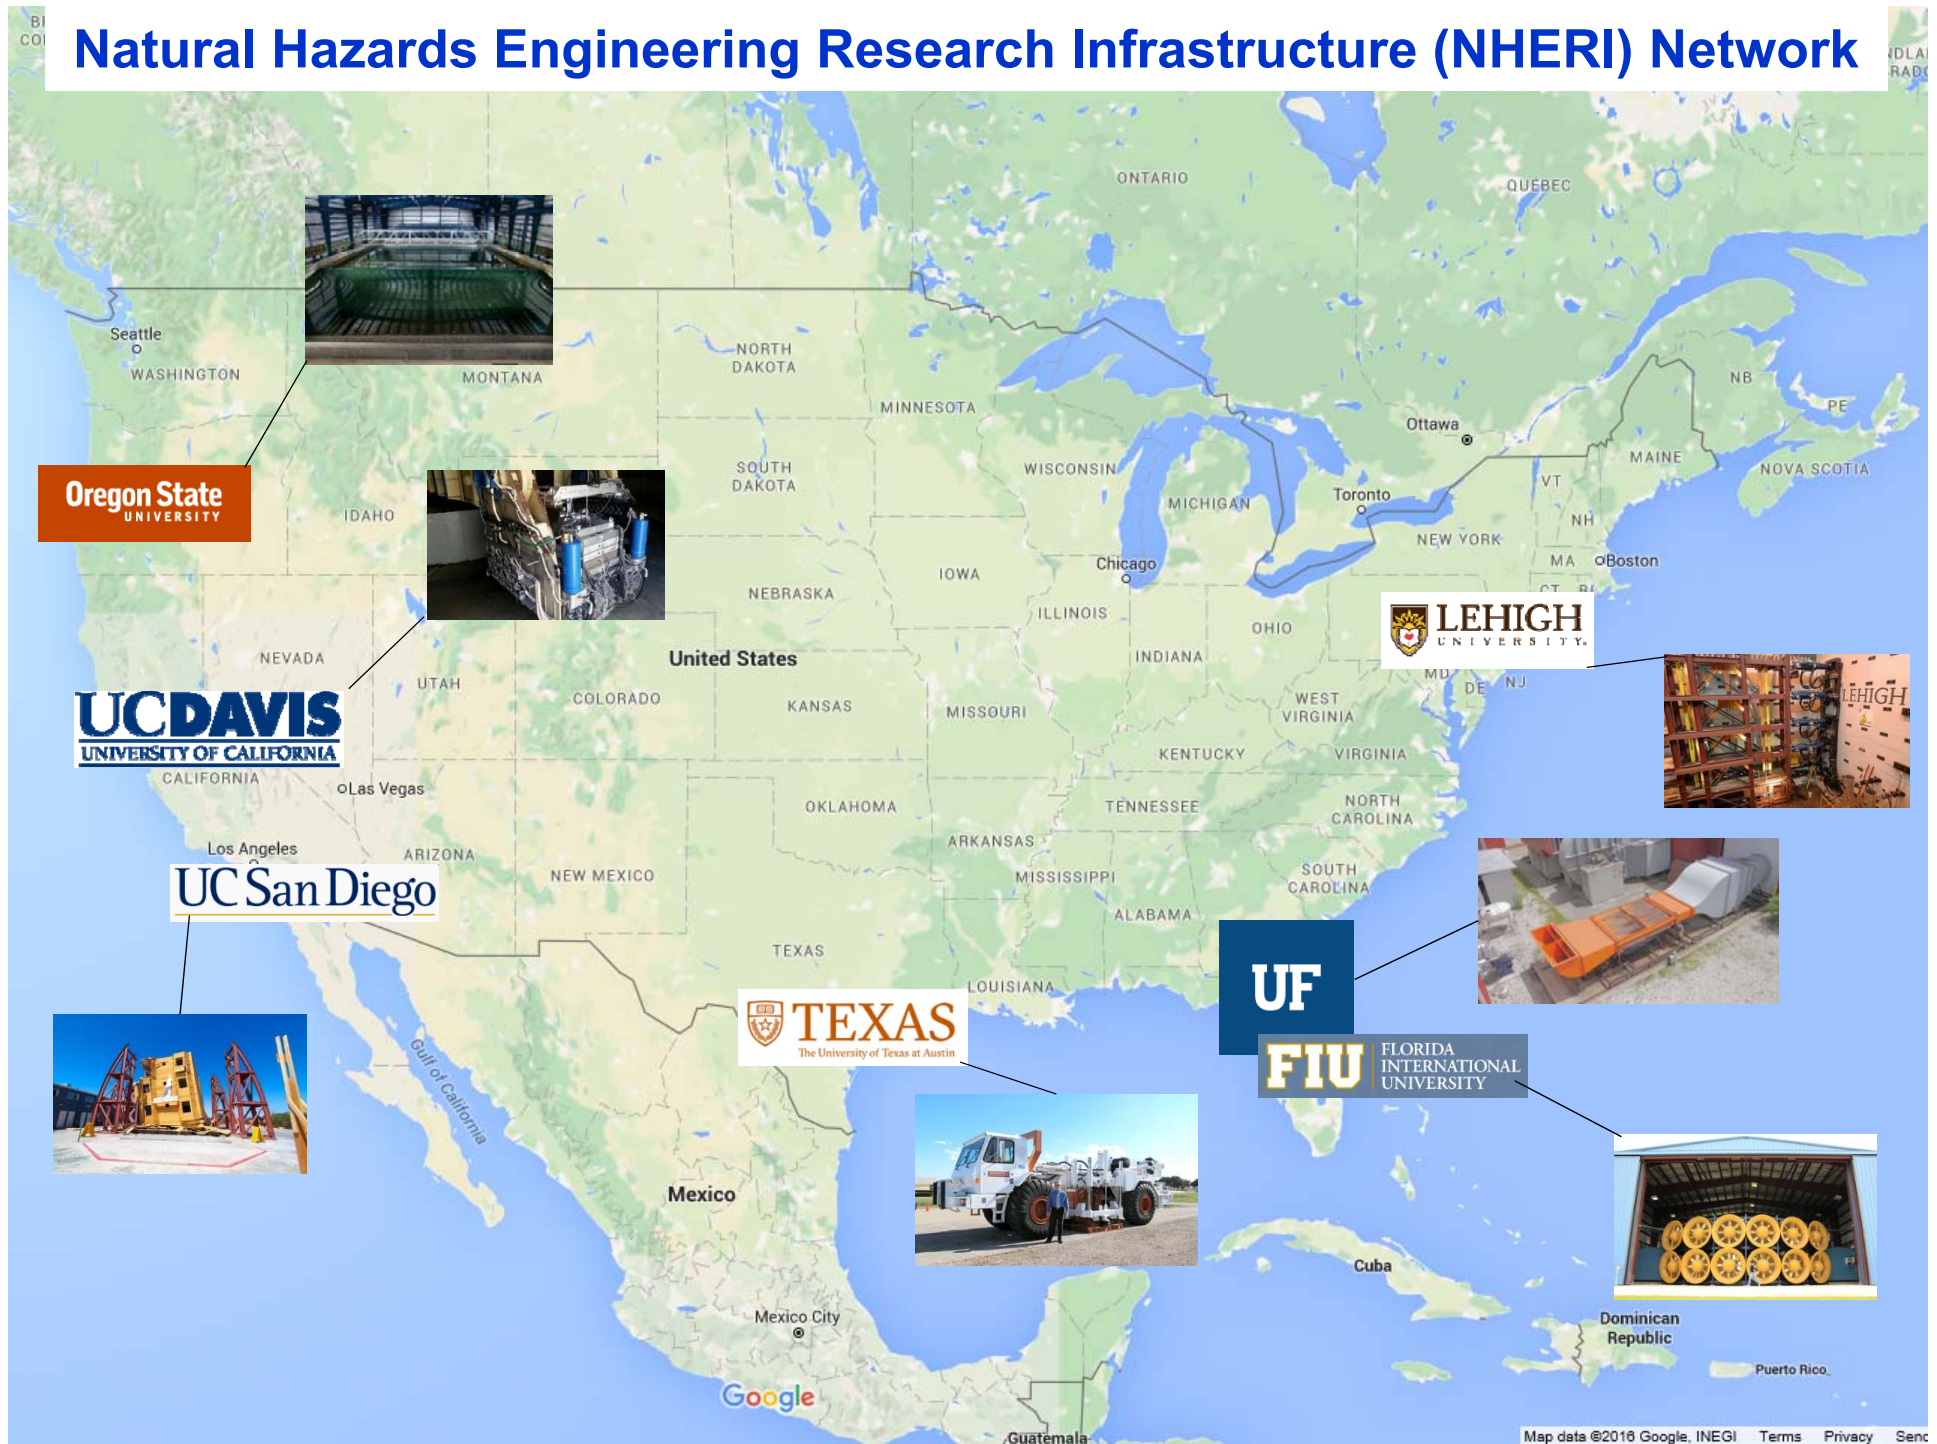 Natural Hazards Engineering Research Infrastructure (NHERI) Network
ONTARIO
QUÉBEC
Seattle
WASHINGTON
MONTANA
NORTH
DAKOTA
MINNESOTA
NB
PE
Ottawa
MAINE
NOVA SCOTIA
Oregon State
UNIVERSITY
IDAHO
SOUTH
DAKOTA
WISCONSIN
MICHIGAN
Toronto
VT
NH
NEW YORK
MA
Boston
Chicago
IOWA
NEBRASKA
ILLINOIS
OHIO
INDIANA
LEHIGH
UNIVERSITY
NEVADA
UTAH
United States
COLORADO
KANSAS
MISSOURI
WEST
VIRGINIA
MD
DE
NJ
LEHIGH
UCDAVIS
UNIVERSITY OF CALIFORNIA
CALIFORNIA
Las Vegas
KENTUCKY
VIRGINIA
OKLAHOMA
TENNESSEE
NORTH
CAROLINA
Los Angeles
ARIZONA
NEW MEXICO
ARKANSAS
MISSISSIPPI
SOUTH
CAROLINA
UC San Diego
ALABAMA
TEXAS
LOUISIANA
UF
TEXAS
The University of Texas at Austin
FIU
FLORIDA
INTERNATIONAL
UNIVERSITY
Gulf of California
Mexico
Cuba
Mexico City
Dominican
Republic
Puerto Rico
Google
Guatemala
Map data ©2016 Google, INEGI Terms Privacy